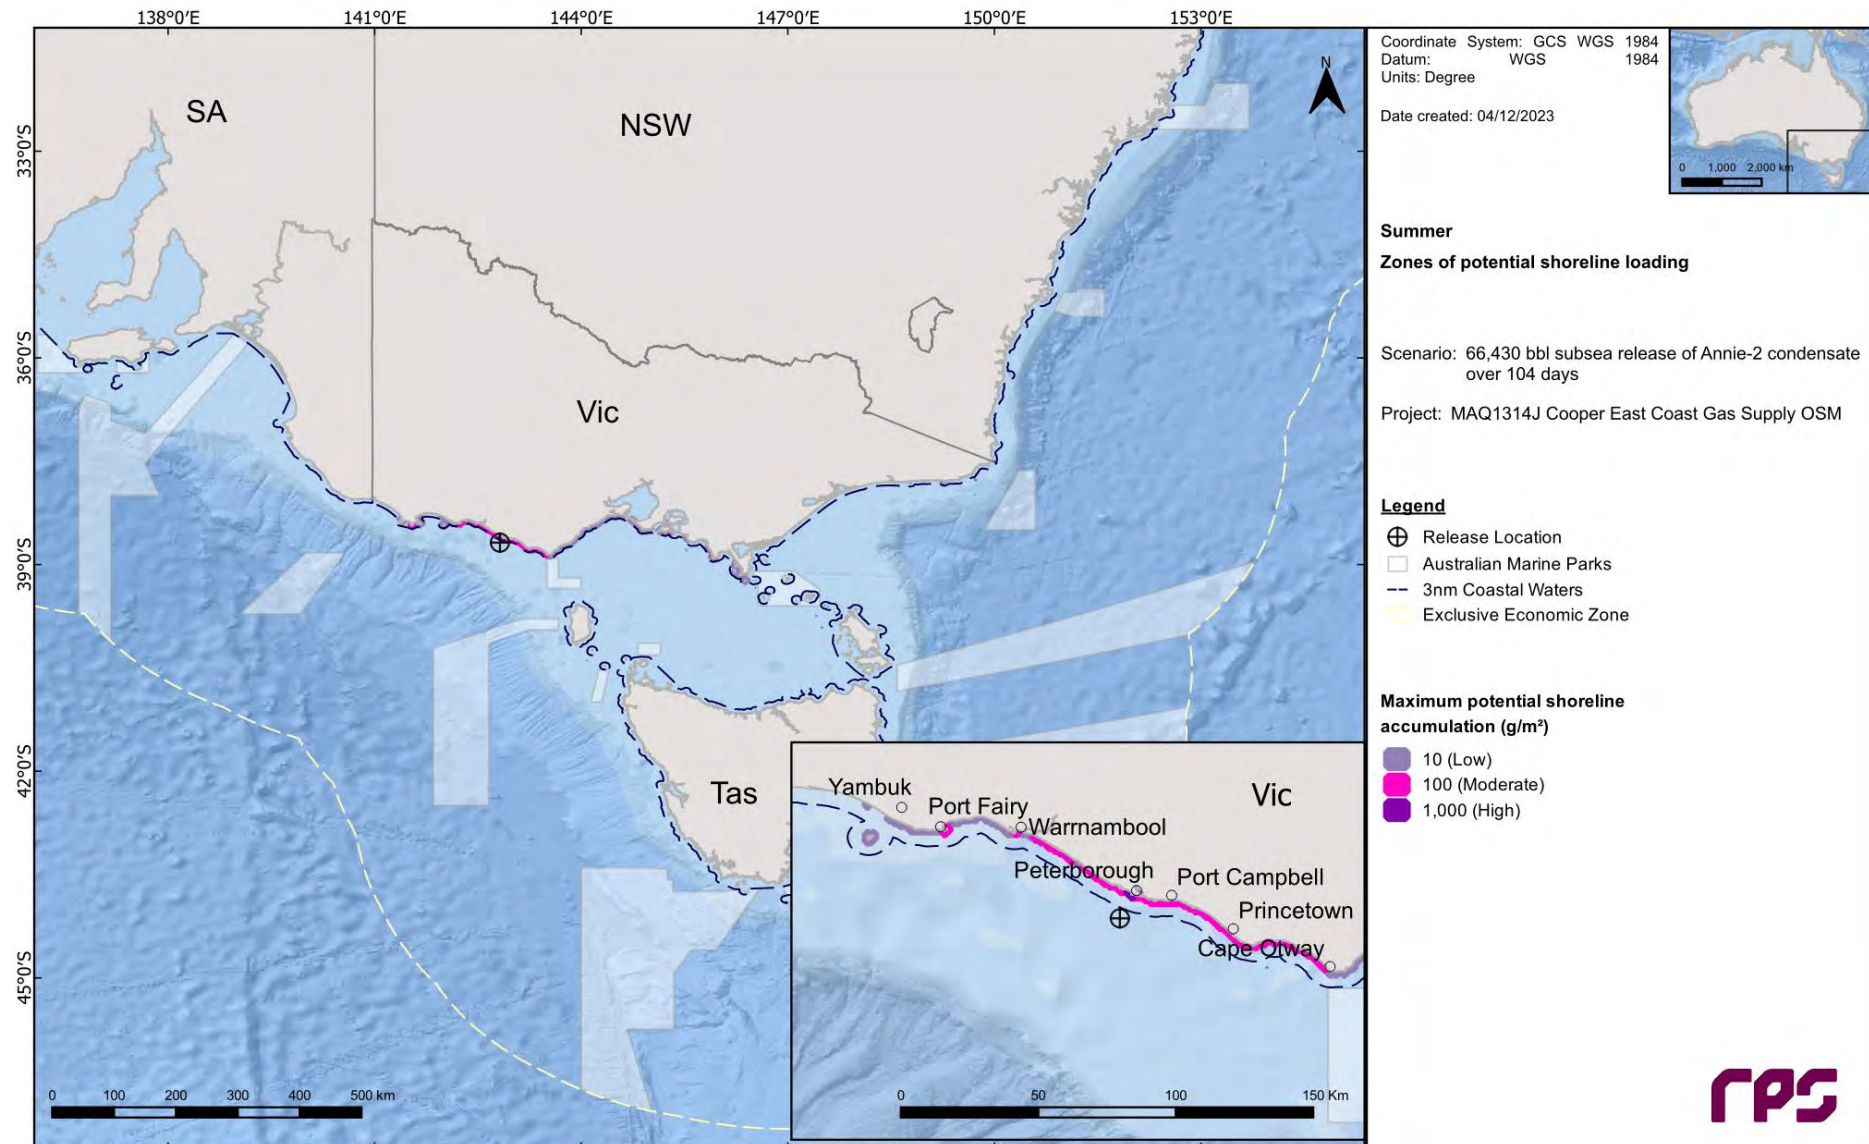 138°0'E 141°0'E 144°0'E 147°0'E 150°0'E 153°0'E
33°0'S
36°0'S
39°0'S
42°0'S
45°0'S
SA
NSW
Vic
Tas
N
0 100 200 300 400 500 km
Yambuk
Port Fairy
Warrnambool
Peterborough
Port Campbell
Princetown
Cape Otway
Vic
0 50 100 150 Km
Coordinate System: GCS WGS 1984
Datum: WGS 1984
Units: Degree
Date created: 04/12/2023
0 1,000 2,000 km
Summer
Zones of potential shoreline loading
Scenario: 66,430 bbl subsea release of Annie-2 condensate
over 104 days
Project: MAQ1314J Cooper East Coast Gas Supply OSM
Legend
Release Location
Australian Marine Parks
3nm Coastal Waters
Exclusive Economic Zone
Maximum potential shoreline
accumulation (g/m²)
10 (Low)
100 (Moderate)
1,000 (High)
rps